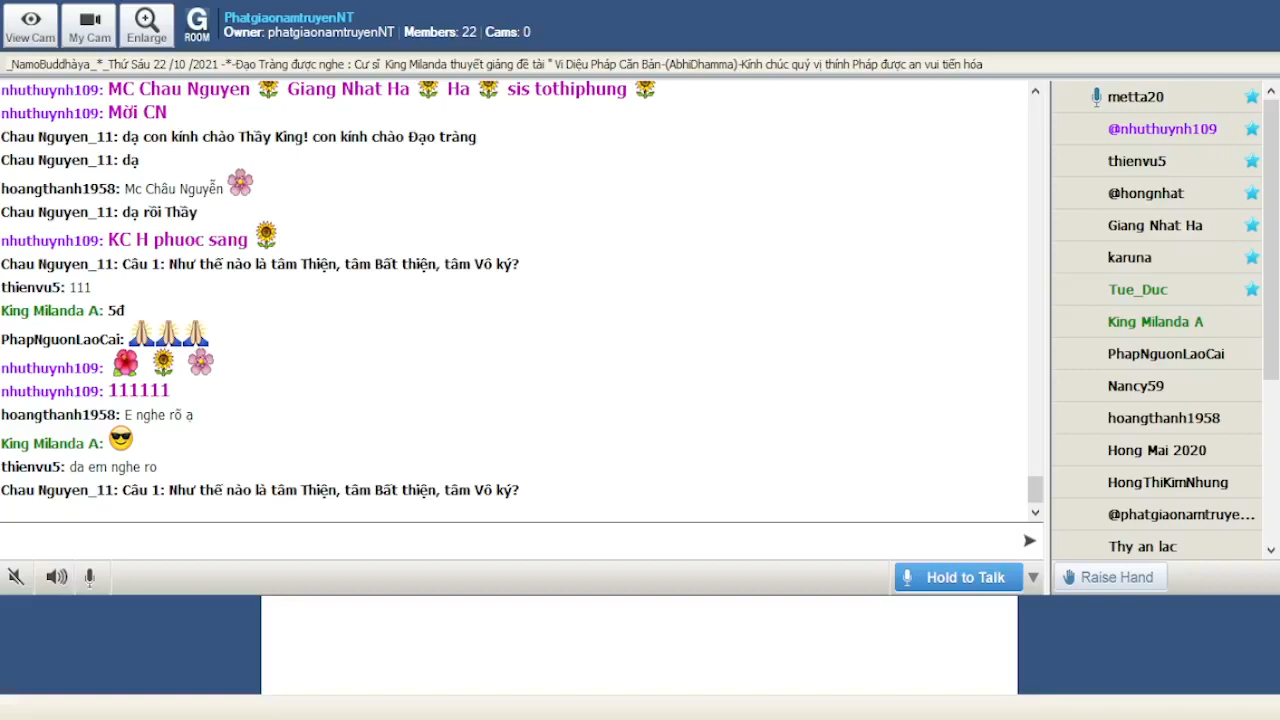 View Cam
My Cam
Enlarge
G
ROOM
PhatgiaonamtruyenNT
Owner: phatgiaonamtruyenNT | Members: 22 | Cams: 0
_NamoBuddhàya_*_Thứ Sáu 22 /10 /2021 -*-Đạo Tràng được nghe : Cư sĩ King Milanda thuyết giảng đề tài " Vi Diệu Pháp Căn Bản-(AbhiDhamma)-Kính chúc quý vị thính Pháp được an vui tiến hóa
nhuthuynh109: MC Chau Nguyen 🌻 Giang Nhat Ha 🌻 Ha 🌻 sis tothiphung 🌻
nhuthuynh109: Mời CN
Chau Nguyen_11: dạ con kính chào Thầy King! con kính chào Đạo tràng
Chau Nguyen_11: dạ
hoangthanh1958: Mc Châu Nguyễn 🌸
Chau Nguyen_11: dạ rồi Thầy
nhuthuynh109: KC H phuoc sang 🌻
Chau Nguyen_11: Câu 1: Như thế nào là tâm Thiện, tâm Bất thiện, tâm Vô ký?
thienvu5: 111
King Milanda A: 5đ
PhapNguonLaoCai: 🙏🙏🙏
nhuthuynh109: 🌺 🌻 🌸
nhuthuynh109: 111111
hoangthanh1958: E nghe rõ ạ
King Milanda A: 😎
thienvu5: da em nghe ro
Chau Nguyen_11: Câu 1: Như thế nào là tâm Thiện, tâm Bất thiện, tâm Vô ký?
Hold to Talk
metta20
@nhuthuynh109
thienvu5
@hongnhat
Giang Nhat Ha
karuna
Tue_Duc
King Milanda A
PhapNguonLaoCai
Nancy59
hoangthanh1958
Hong Mai 2020
HongThiKimNhung
@phatgiaonamtruye...
Thy an lac
Raise Hand